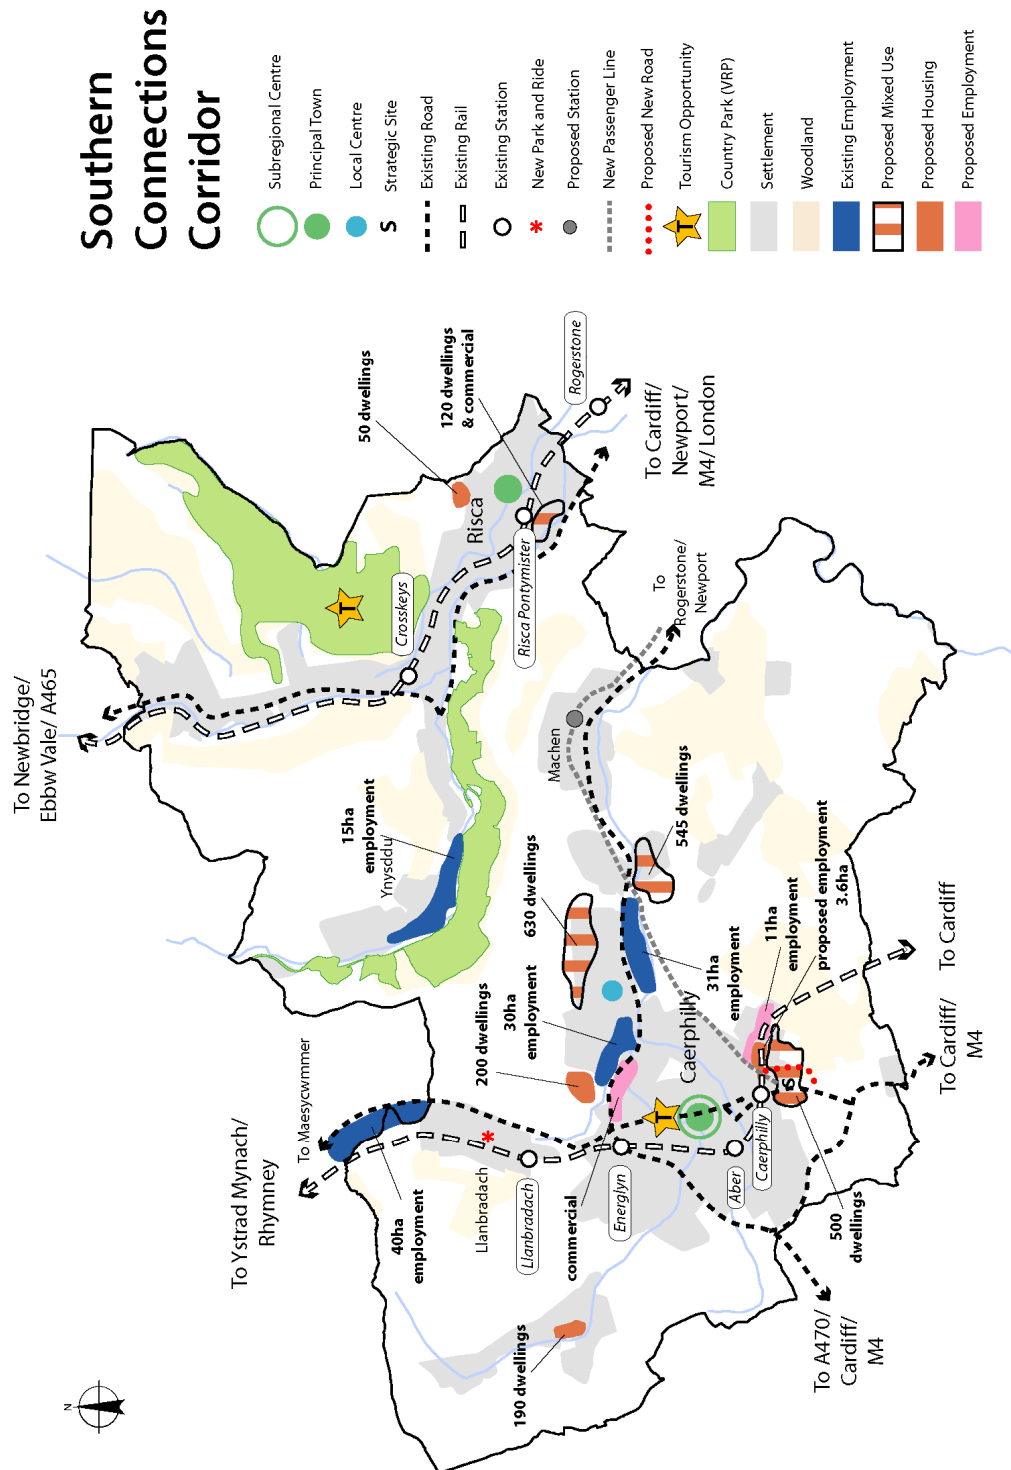 Southern
Connections
Corridor
Subregional Centre
Principal Town
Local Centre
S
Strategic Site
Existing Road
Existing Rail
Existing Station
New Park and Ride
Proposed Station
New Passenger Line
Proposed New Road
T
Tourism Opportunity
Country Park (VRP)
Settlement
Woodland
Existing Employment
Proposed Mixed Use
Proposed Housing
Proposed Employment
N
To Newbridge/
Ebbw Vale/ A465
To Ystrad Mynach/
Rhymney
To Maesycwmmer
40ha
employment
Llanbradach
Llanbradach
190 dwellings
commercial
Energlyn
Aber
Caerphilly
T
Caerphilly
200 dwellings
30ha
employment
630 dwellings
15ha
employment
Ynysddu
T
Crosskeys
Risca
50 dwellings
120 dwellings
& commercial
Risca Pontymister
Rogerstone
To Cardiff/
Newport/
M4/ London
To
Rogerstone/
Newport
Machen
545 dwellings
31ha
employment
11ha
employment
proposed employment
3.6ha
S
500
dwellings
To A470/
Cardiff/
M4
To Cardiff/
M4
To Cardiff